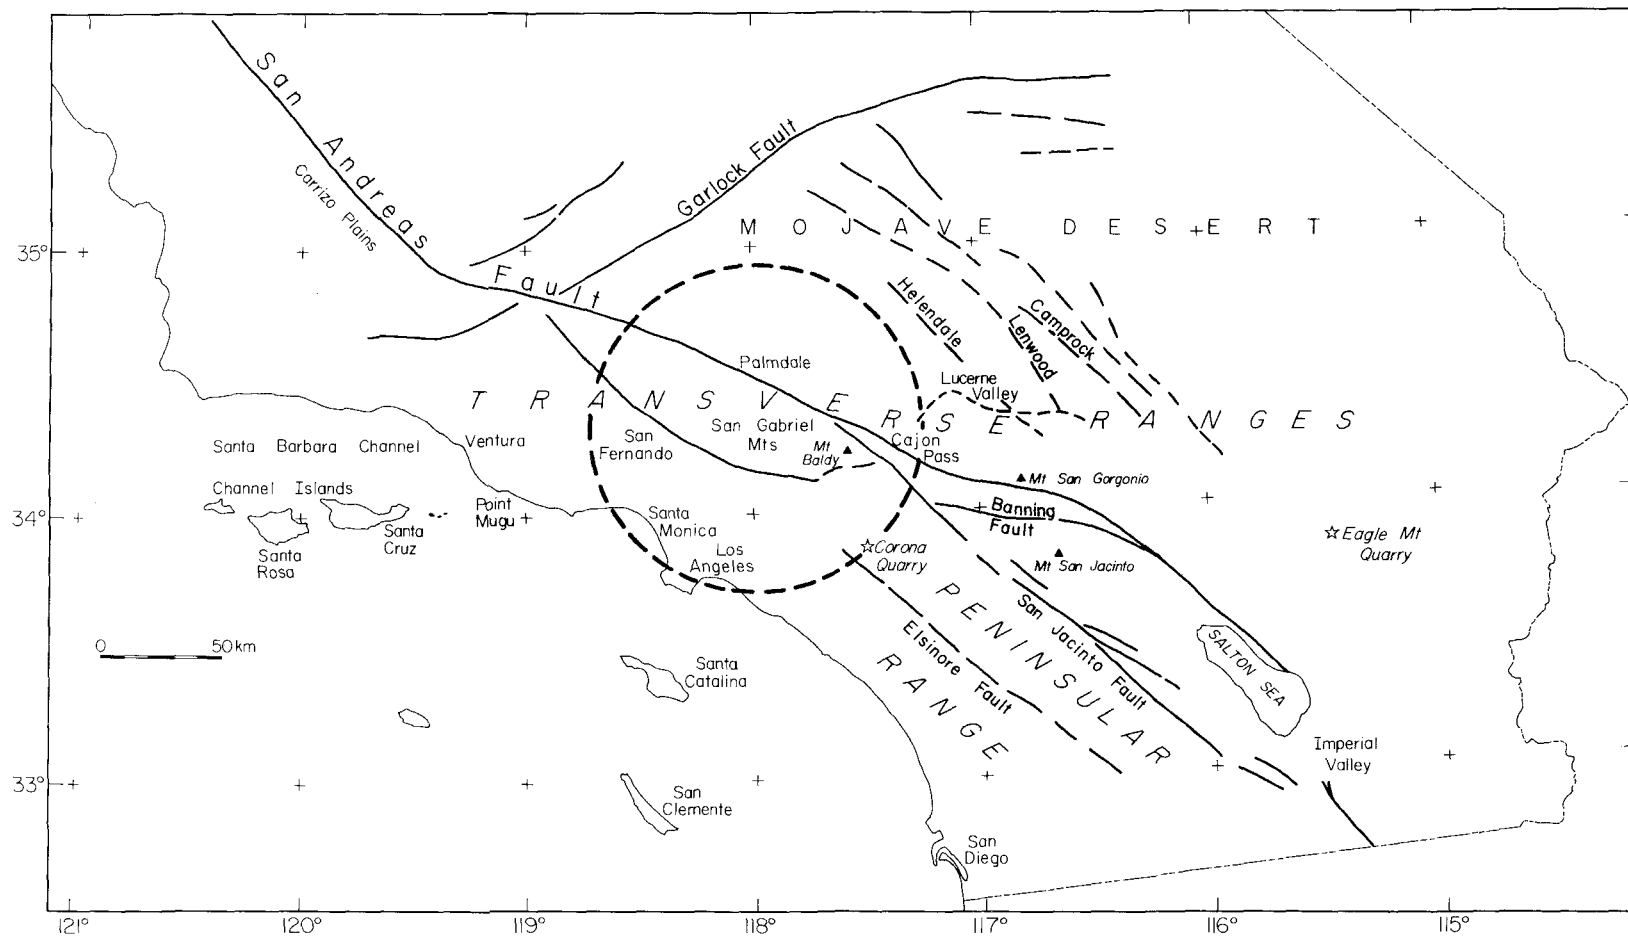 San Andreas Fault
Carrizo Plains
Garlock Fault
MOJAVE DESERT
35°
Helendale
Lenwood
Camprock
Palmdale
Lucerne
Valley
TRANSVERSE RANGES
Santa Barbara Channel
Ventura
San
Fernando
San Gabriel
Mts
Mt
Baldy
Cajon
Pass
Mt San Gorgonio
Channel Islands
Point
Mugu
Santa
Cruz
Santa
Rosa
34°
Santa
Monica
Los
Angeles
Corona
Quarry
Banning
Fault
Mt San Jacinto
Eagle Mt
Quarry
PENINSULAR
RANGE
San Jacinto Fault
Elsinore Fault
SALTON SEA
0 50 km
Santa
Catalina
Imperial
Valley
33°
San
Clemente
San
Diego
121° 120° 119° 118° 117° 116° 115°